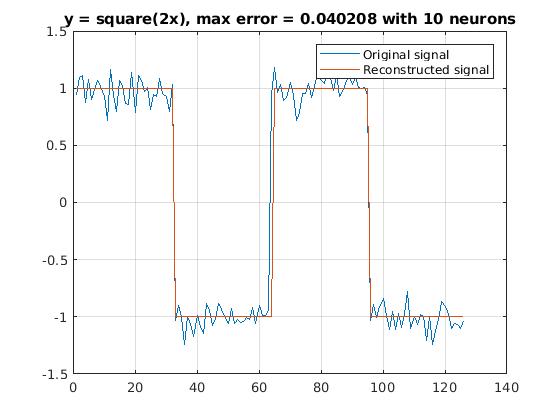 y = square(2x), max error = 0.040208 with 10 neurons
Original signal
Reconstructed signal
1.5
1
0.5
0
-0.5
-1
-1.5
0 20 40 60 80 100 120 140